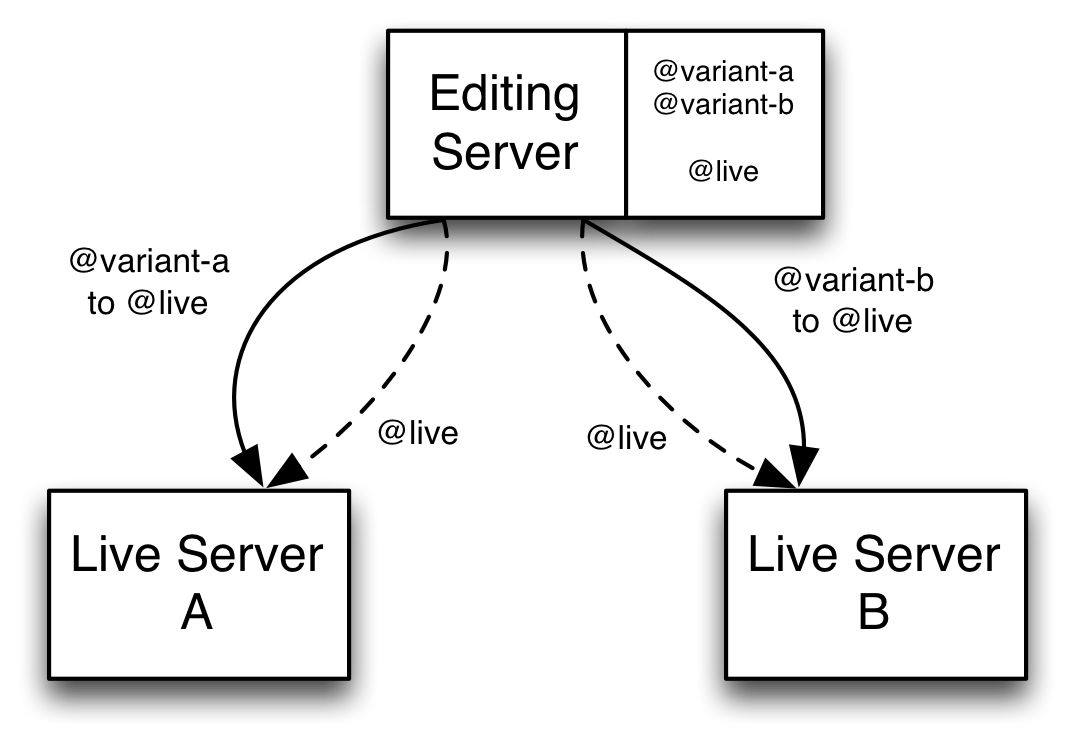 Editing
Server
@variant-a
@variant-b
@live
@variant-a
to @live
@variant-b
to @live
@live
@live
Live Server
A
Live Server
B